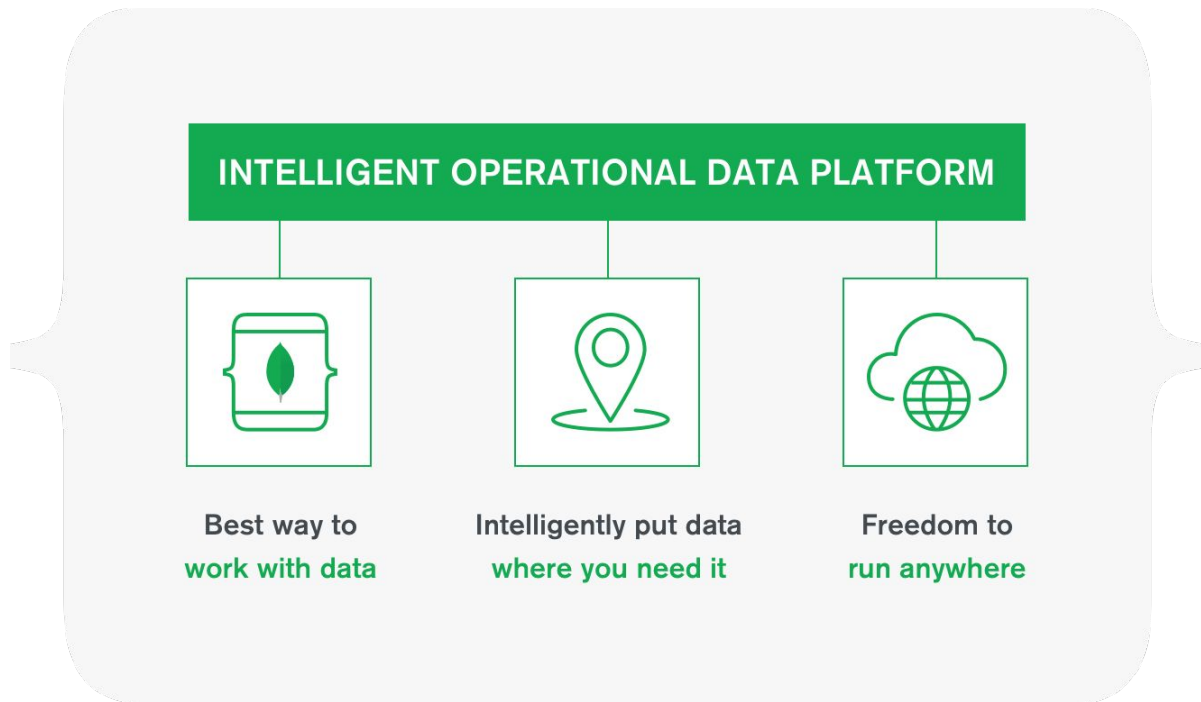 INTELLIGENT OPERATIONAL DATA PLATFORM
Best way to
work with data
Intelligently put data
where you need it
Freedom to
run anywhere